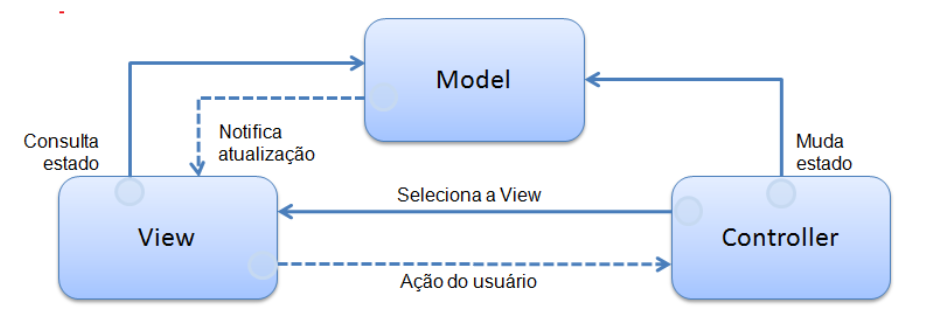 Model
Consulta
estado
Notifica
atualização
Muda
estado
Seleciona a View
View
Controller
Ação do usuário